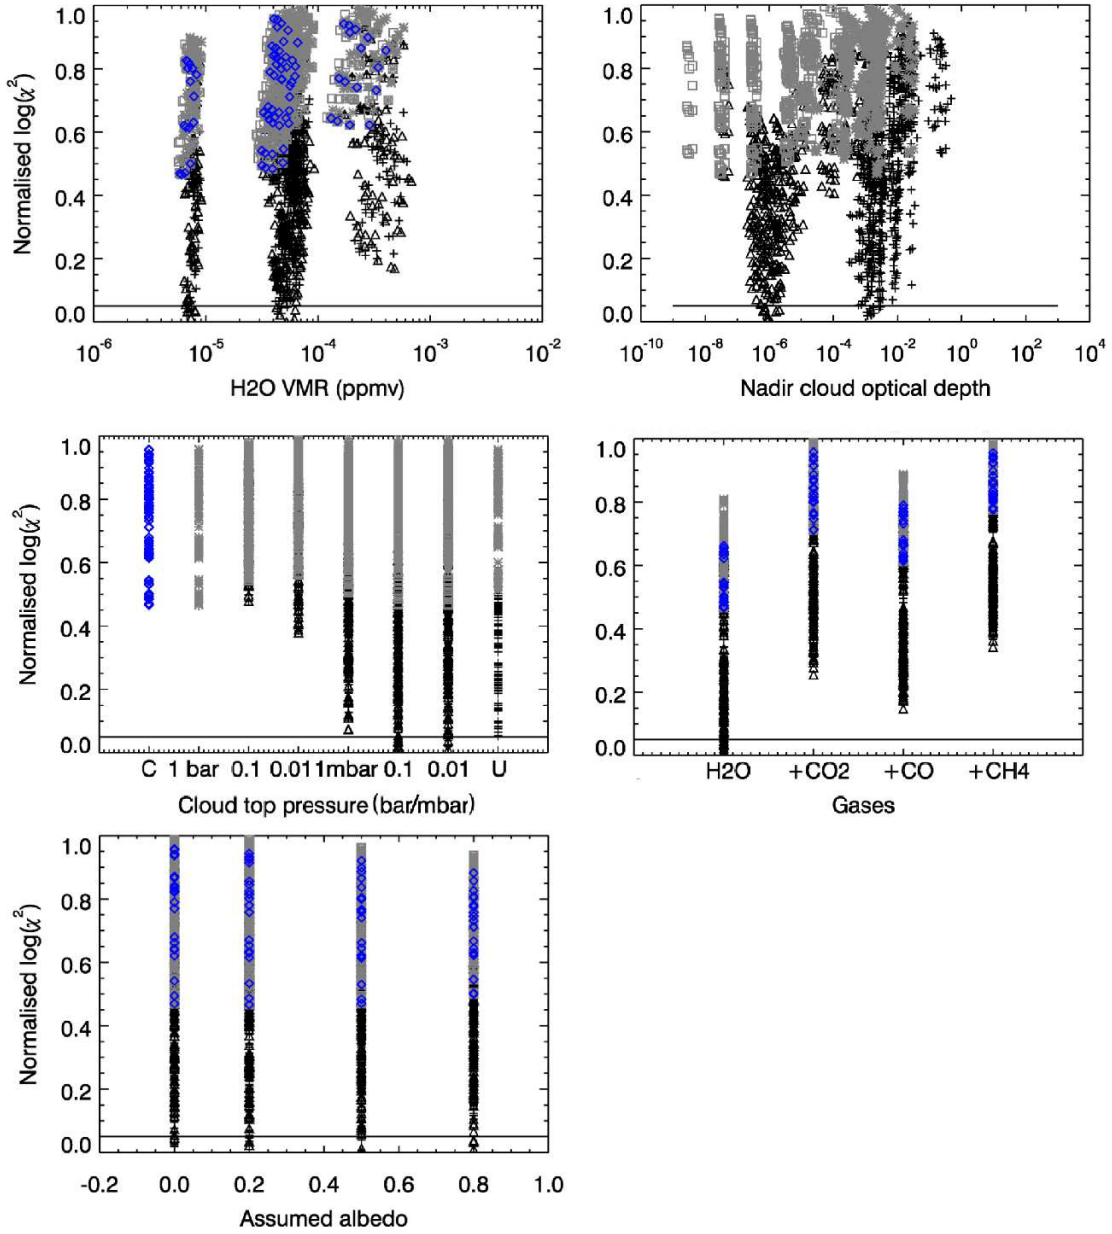 Normalised log(χ²)
1.0
0.8
0.6
0.4
0.2
0.0
10⁻⁶ 10⁻⁵ 10⁻⁴ 10⁻³ 10⁻²
H2O VMR (ppmv)
1.0
0.8
0.6
0.4
0.2
0.0
10⁻¹⁰ 10⁻⁸ 10⁻⁶ 10⁻⁴ 10⁻² 10⁰ 10² 10⁴
Nadir cloud optical depth
Normalised log(χ²)
1.0
0.8
0.6
0.4
0.2
0.0
C 1 bar 0.1 0.011mbar 0.1 0.01 U
Cloud top pressure (bar/mbar)
1.0
0.8
0.6
0.4
0.2
0.0
H2O +CO2 +CO +CH4
Gases
Normalised log(χ²)
1.0
0.8
0.6
0.4
0.2
0.0
-0.2 0.0 0.2 0.4 0.6 0.8 1.0
Assumed albedo